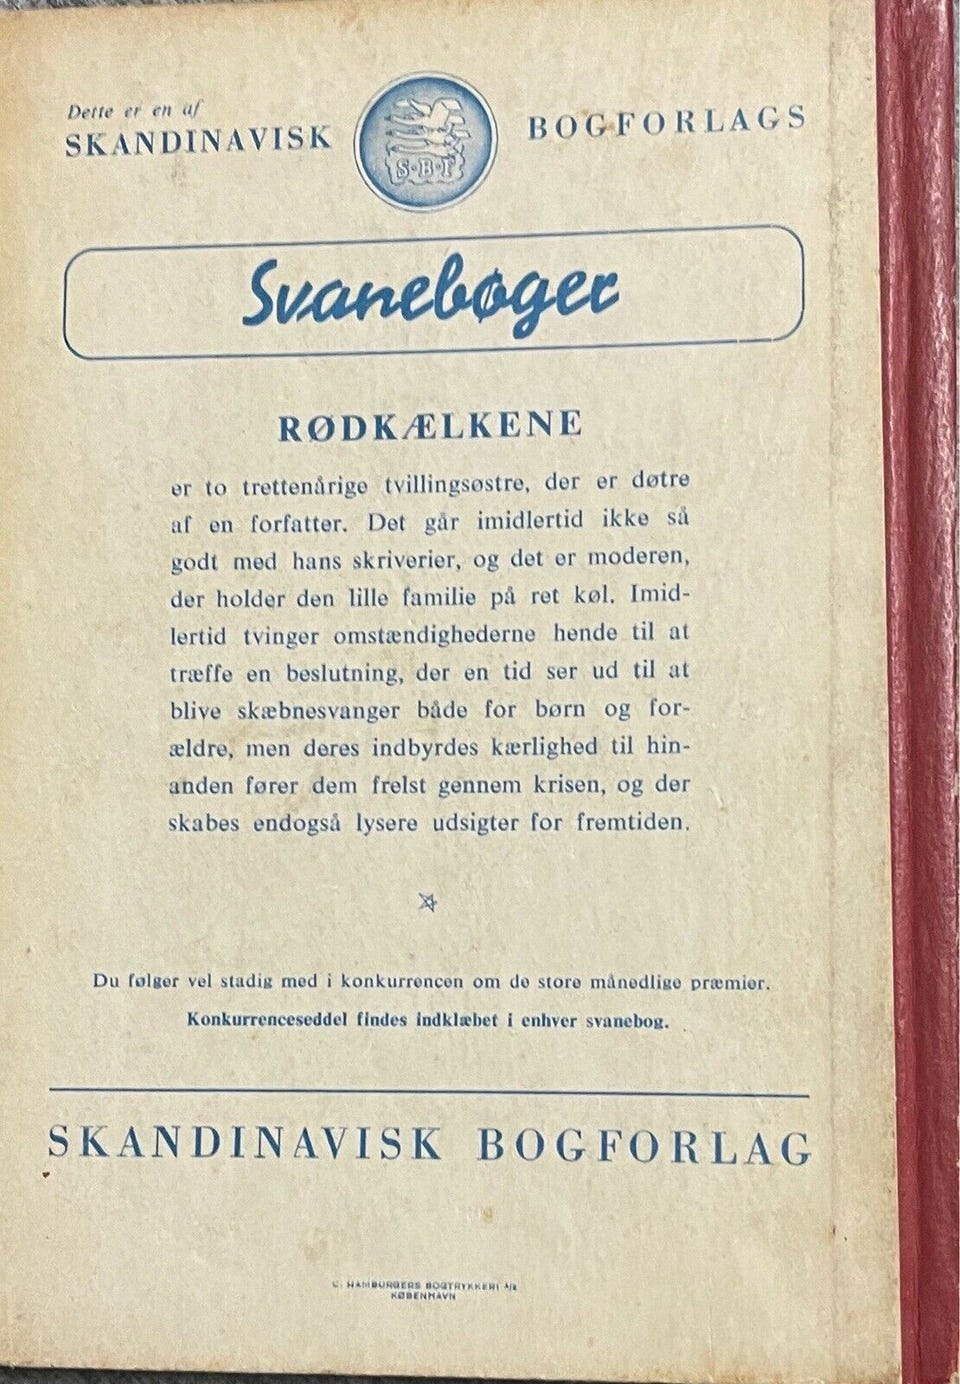 Dette er en af
SKANDINAVISK BOGFORLAGS
S·B·F
Svanebøger
RØDKÆLKENE
er to trettenårige tvillingsøstre, der er døtre
af en forfatter. Det går imidlertid ikke så
godt med hans skriverier, og det er moderen,
der holder den lille familie på ret køl. Imid-
lertid tvinger omstændighederne hende til at
træffe en beslutning, der en tid ser ud til at
blive skæbnesvanger både for børn og for-
ældre, men deres indbyrdes kærlighed til hin-
anden fører dem frelst gennem krisen, og der
skabes endogså lysere udsigter for fremtiden.
Du følger vel stadig med i konkurrencen om de store månedlige præmier.
Konkurrenceseddel findes indklæbet i enhver svanebog.
SKANDINAVISK BOGFORLAG
C. HAMBURGERS BOGTRYKKERI A/S
KØBENHAVN